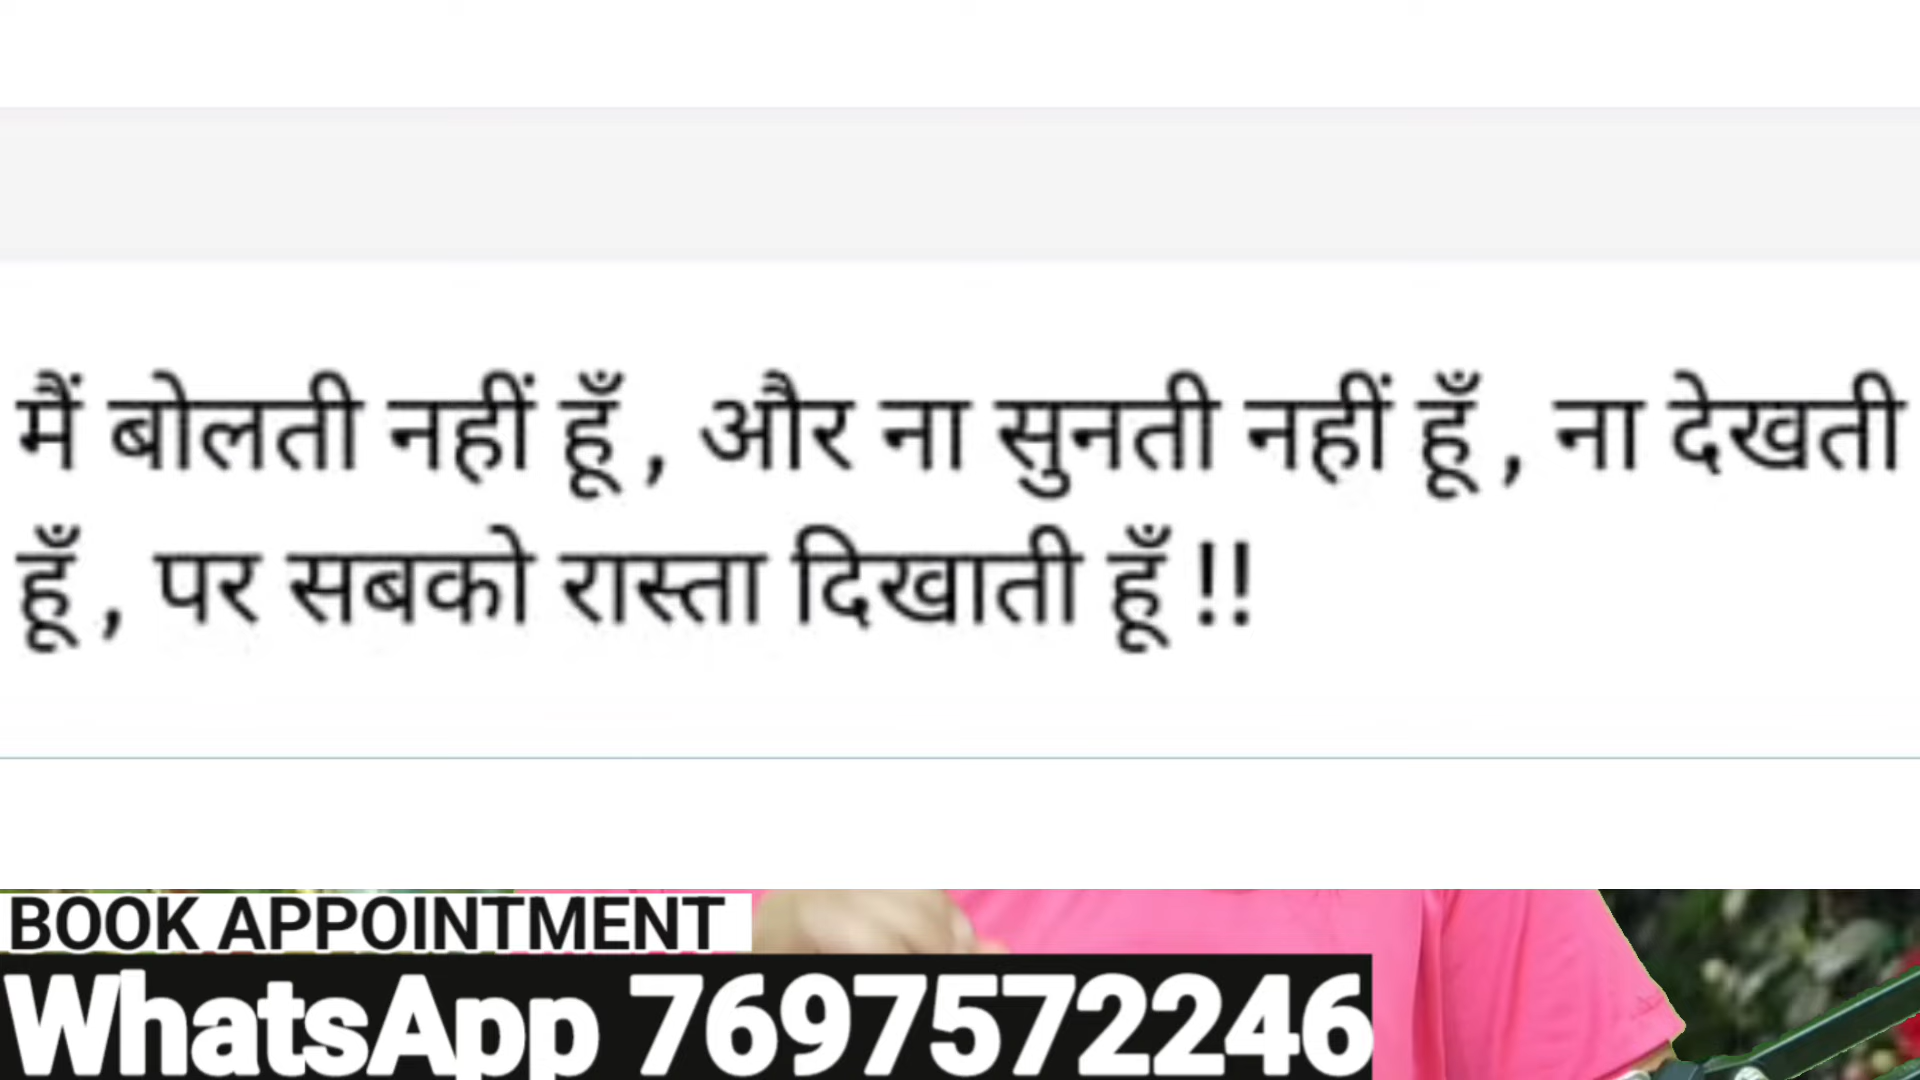 मैं बोलती नहीं हूँ , और ना सुनती नहीं हूँ , ना देखती
हूँ , पर सबको रास्ता दिखाती हूँ !!
BOOK APPOINTMENT
WhatsApp 7697572246